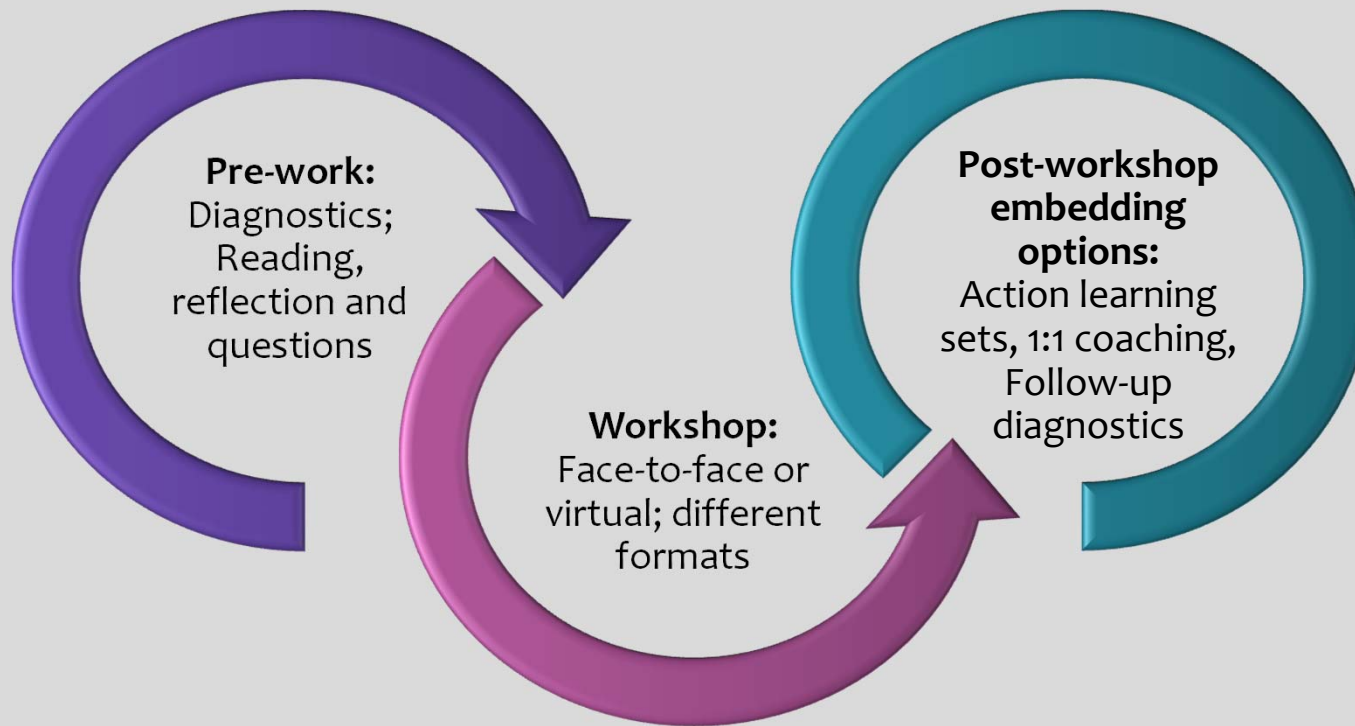 Pre-work:
Diagnostics;
Reading,
reflection and
questions
Workshop:
Face-to-face or
virtual; different
formats
Post-workshop
embedding
options:
Action learning
sets, 1:1 coaching,
Follow-up
diagnostics